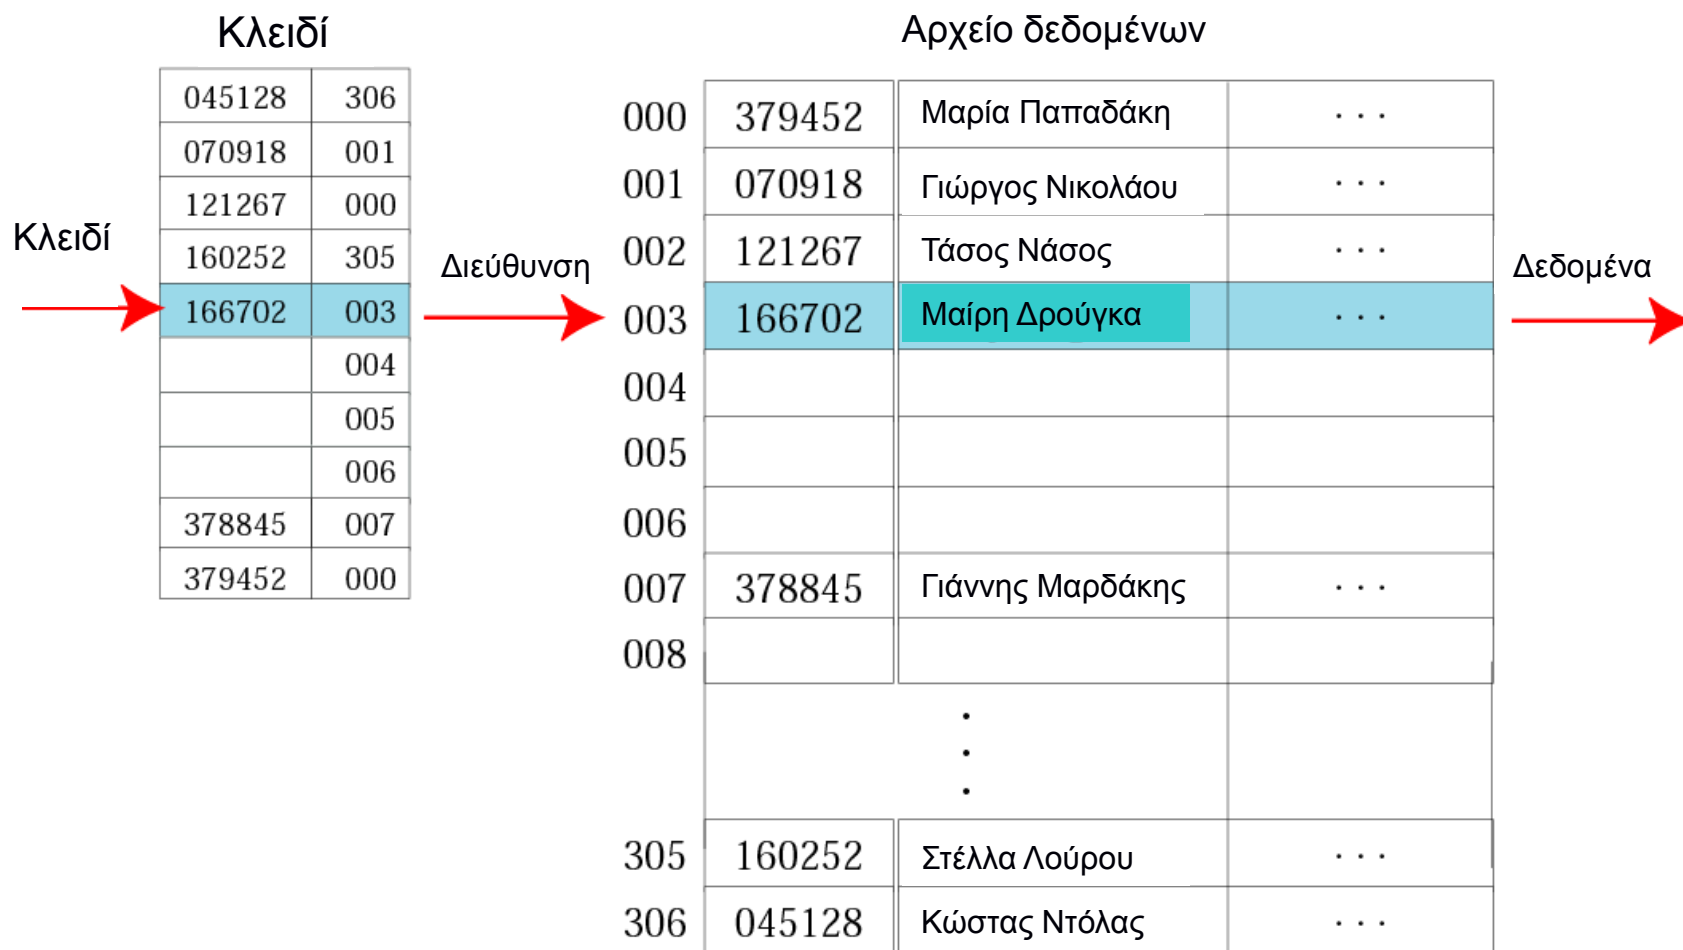 Κλειδί
045128 306
070918 001
121267 000
160252 305
166702 003
004
005
006
378845 007
379452 000
Κλειδί
Διεύθυνση
Αρχείο δεδομένων
000 379452 Μαρία Παπαδάκη . . .
001 070918 Γιώργος Νικολάου . . .
002 121267 Τάσος Νάσος . . .
003 166702 Μαίρη Δρούγκα . . .
004
005
006
007 378845 Γιάννης Μαρδάκης . . .
008
.
.
.
305 160252 Στέλλα Λούρου . . .
306 045128 Κώστας Ντόλας . . .
Δεδομένα